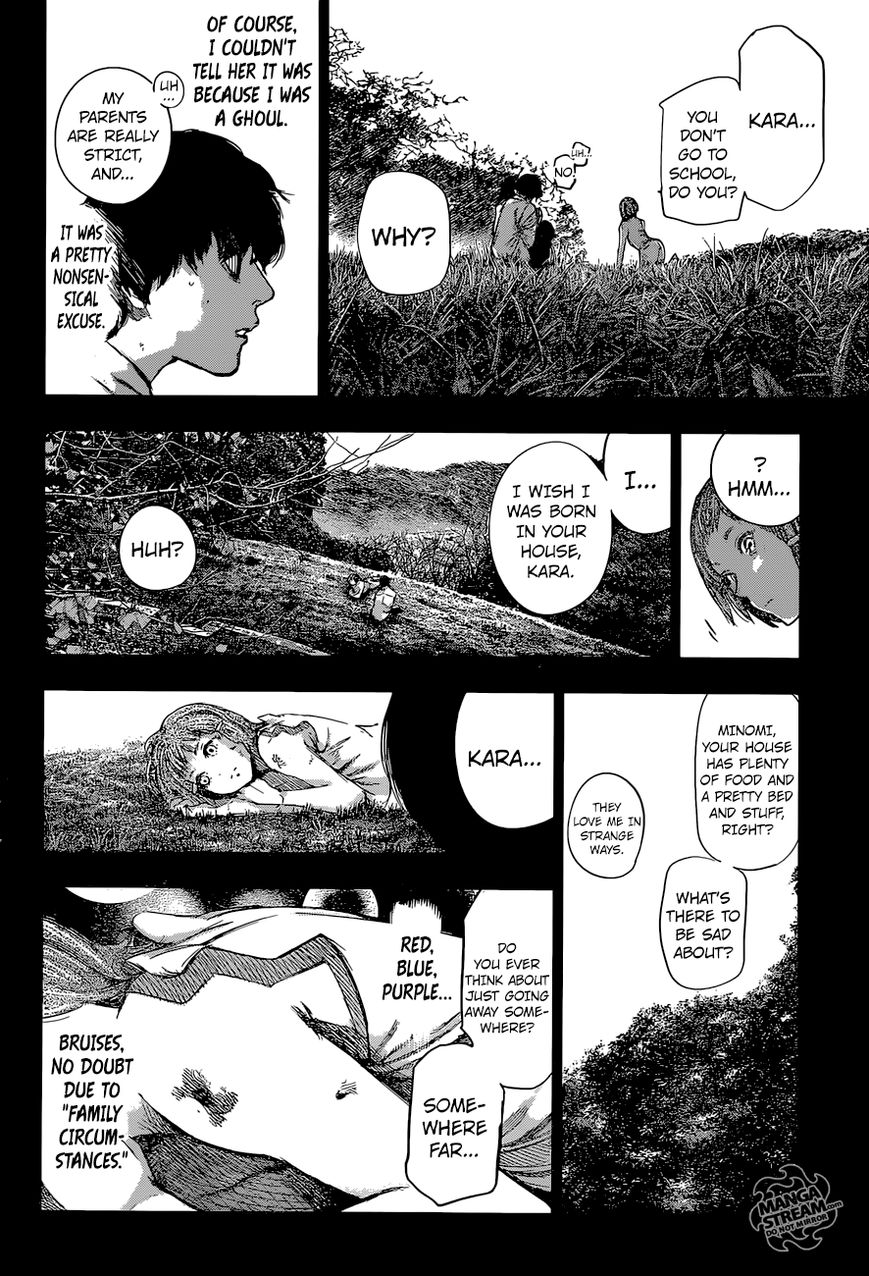 KARA...
YOU
DON'T
GO TO
SCHOOL,
DO YOU?
UH...
NO.
WHY?
OF COURSE,
I COULDN'T
TELL HER IT WAS
BECAUSE I WAS
A GHOUL.
UH
...
MY
PARENTS
ARE REALLY
STRICT,
AND...
IT WAS
A PRETTY
NONSEN-
SICAL
EXCUSE.
?
HMM...
I...
I WISH I
WAS BORN
IN YOUR
HOUSE,
KARA.
HUH?
MINOMI,
YOUR HOUSE
HAS PLENTY
OF FOOD AND
A PRETTY BED
AND STUFF,
RIGHT?
WHAT'S
THERE TO
BE SAD
ABOUT?
THEY
LOVE ME IN
STRANGE
WAYS.
KARA...
DO
YOU EVER
THINK ABOUT
JUST GOING
AWAY SOME-
WHERE?
SOME-
WHERE
FAR...
RED,
BLUE,
PURPLE...
BRUISES,
NO DOUBT
DUE TO
"FAMILY
CIRCUM-
STANCES."
MANGA
STREAM.com
DO NOT MIRROR